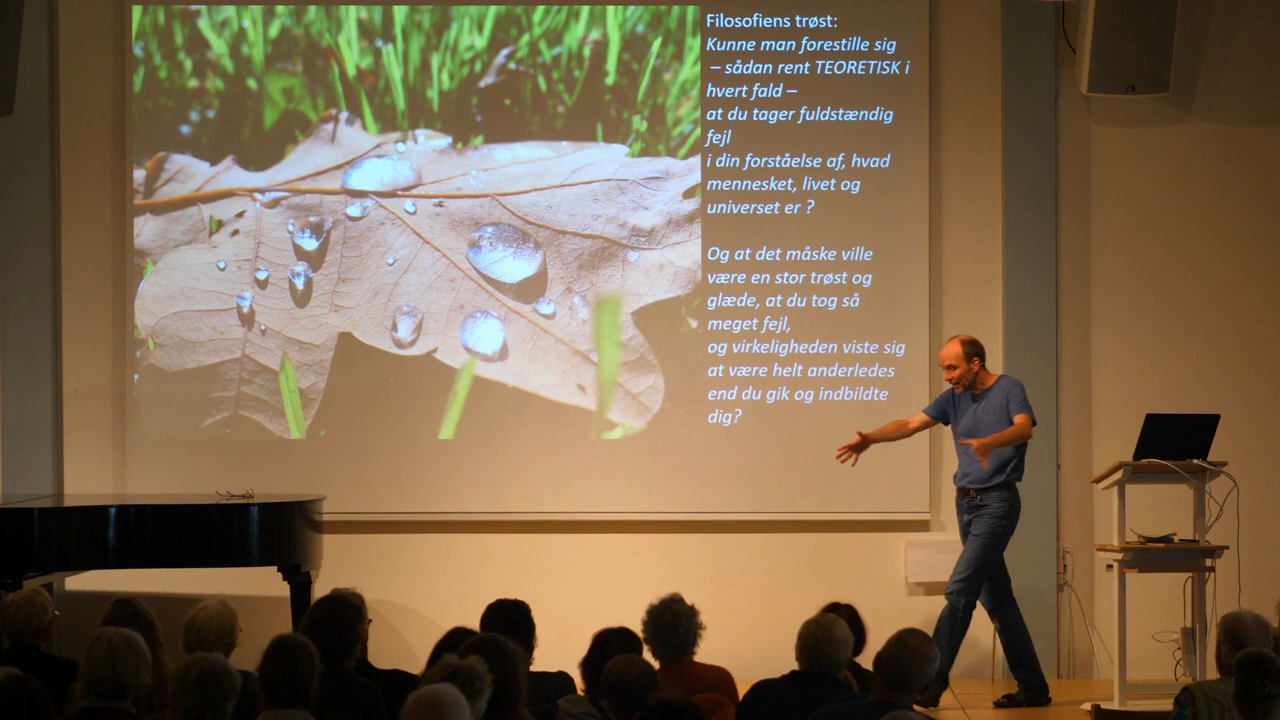 Filosofiens trøst:
Kunne man forestille sig
– sådan rent TEORETISK i
hvert fald –
at du tager fuldstændig
fejl
i din forståelse af, hvad
mennesket, livet og
universet er ?
Og at det måske ville
være en stor trøst og
glæde, at du tog så
meget fejl,
og virkeligheden viste sig
at være helt anderledes
end du gik og indbildte
dig?